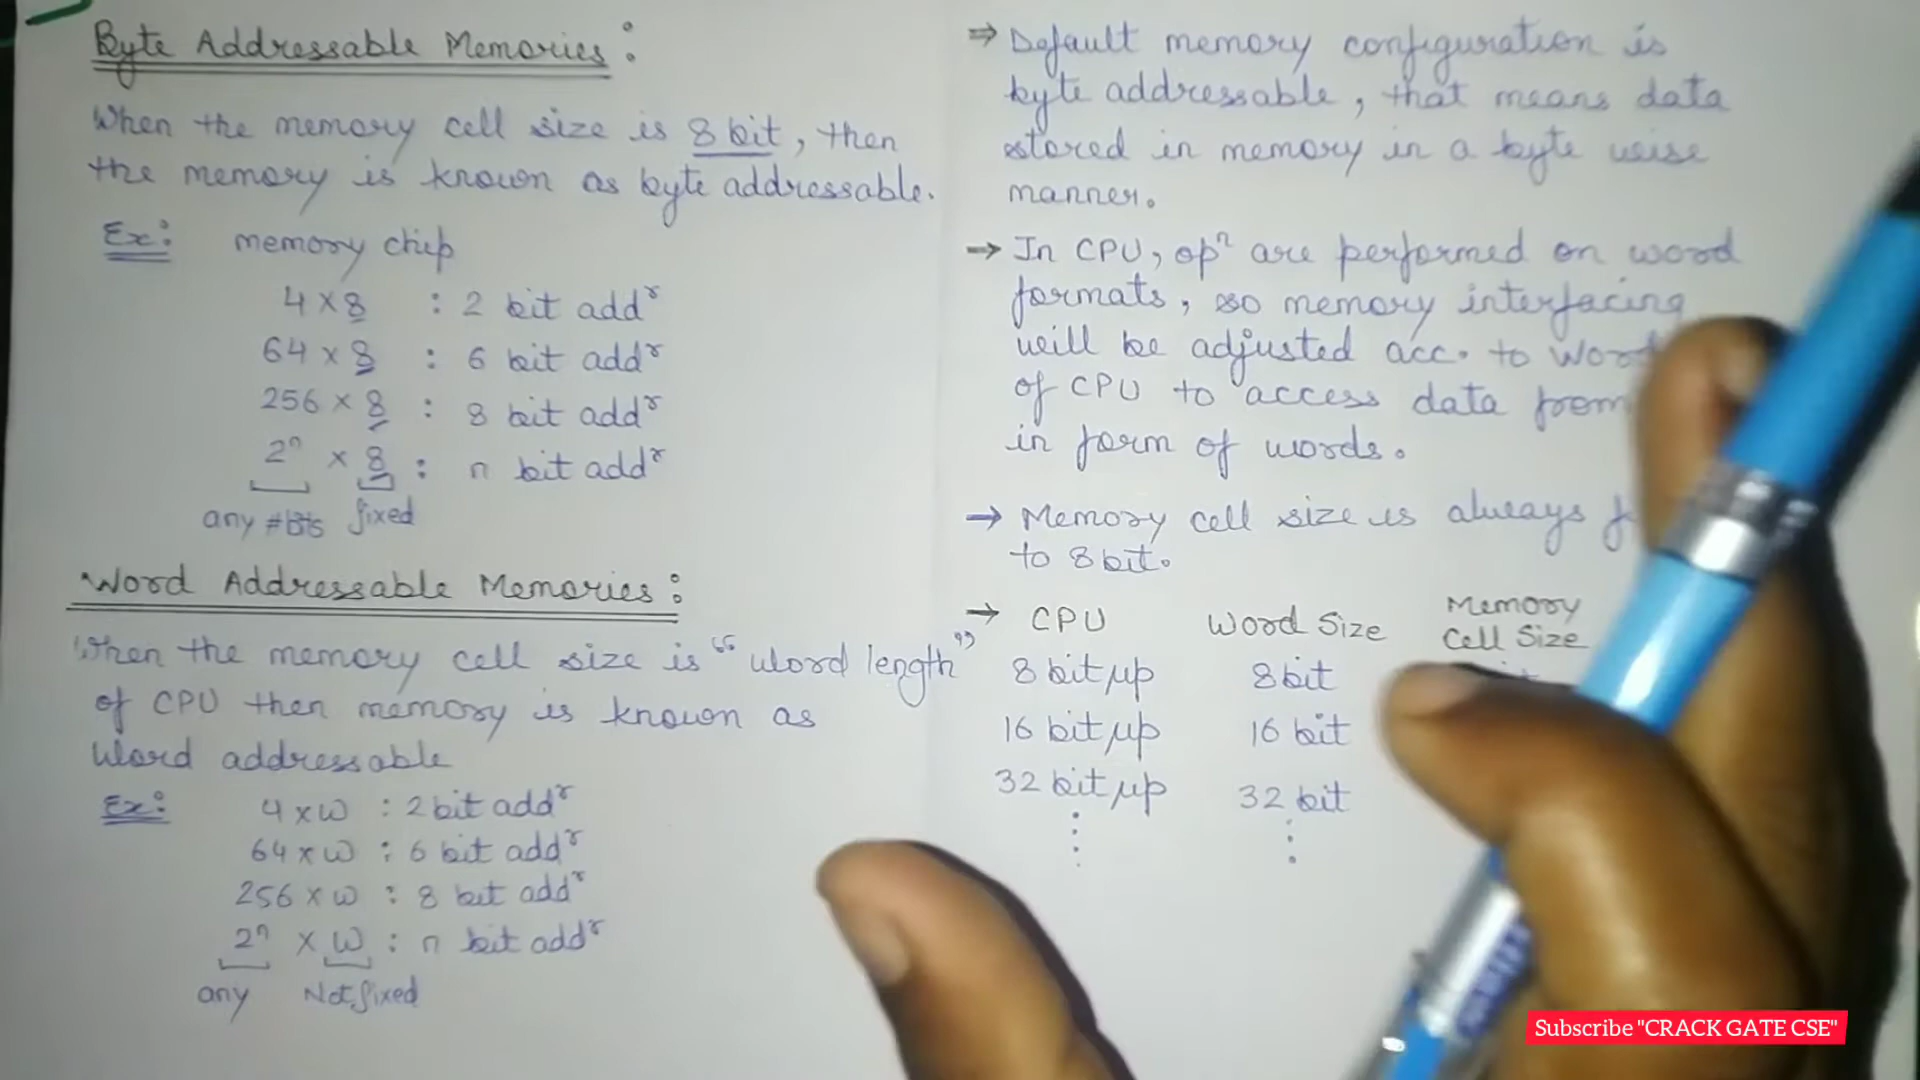 Byte Addressable Memories:
When the memory cell size is 8 bit, then
the memory is known as byte addressable.
Ex: memory chip
4 × 8 : 2 bit addʳ
64 × 8 : 6 bit addʳ
256 × 8 : 8 bit addʳ
2ⁿ × 8 : n bit addʳ
any #bits fixed
Word Addressable Memories:
When the memory cell size is "word length"
of CPU then memory is known as
Word addressable
Ex: 4 × W : 2 bit addʳ
64 × W : 6 bit addʳ
256 × W : 8 bit addʳ
2ⁿ × W : n bit addʳ
any Not fixed
⇒ Default memory configuration is
byte addressable, that means data
stored in memory in a byte wise
manner.
→ In CPU, opⁿ are performed on word
formats, so memory interfacing
will be adjusted acc. to Word
of CPU to access data from
in form of words.
→ Memory cell size is always
to 8 bit.
→ CPU Word Size Memory
Cell Size
8 bit μp 8 bit
16 bit μp 16 bit
32 bit μp 32 bit
Subscribe "CRACK GATE CSE"